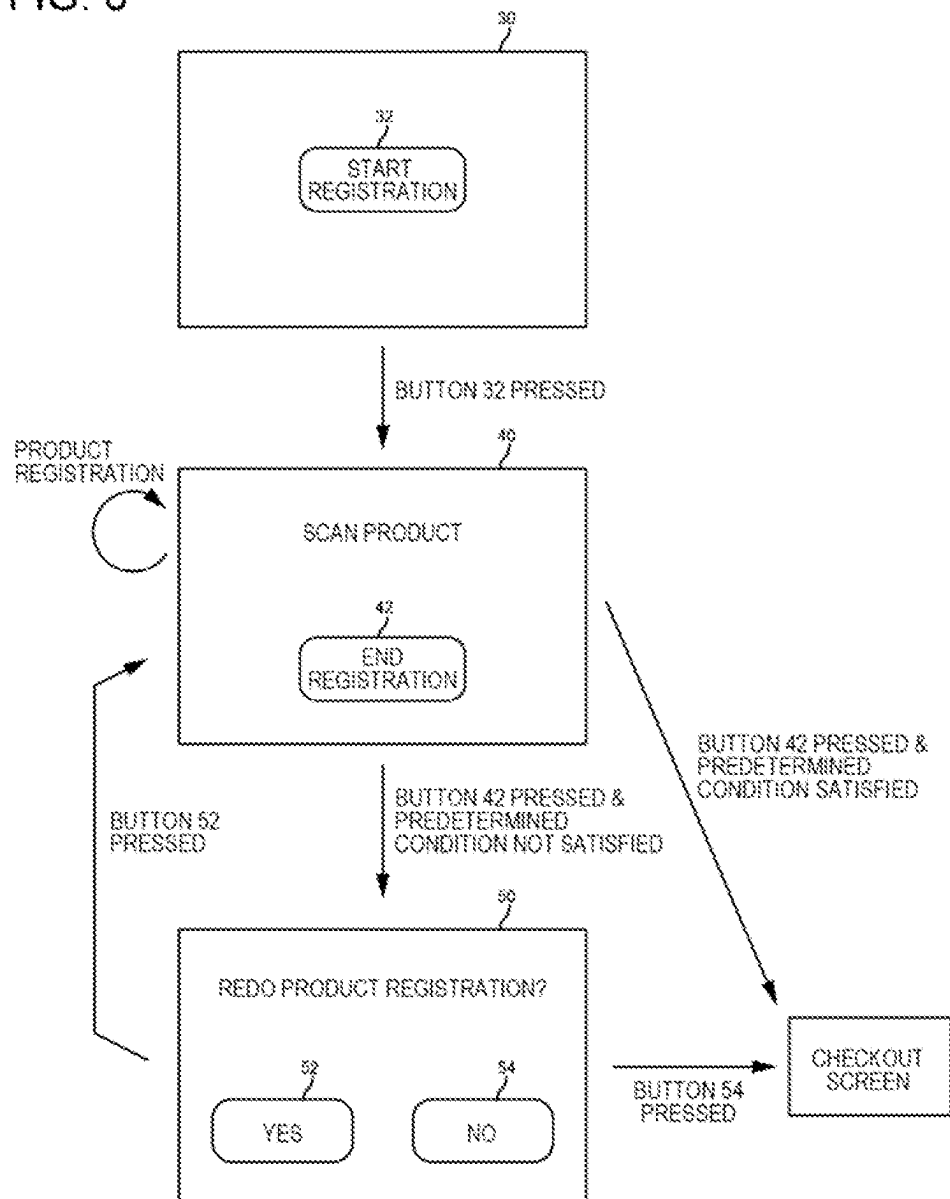 30
32
START
REGISTRATION
BUTTON 32 PRESSED
PRODUCT
REGISTRATION
40
SCAN PRODUCT
42
END
REGISTRATION
BUTTON 42 PRESSED &
PREDETERMINED
CONDITION SATISFIED
BUTTON 42 PRESSED &
PREDETERMINED
CONDITION NOT SATISFIED
BUTTON 52
PRESSED
50
REDO PRODUCT REGISTRATION?
52
YES
54
NO
BUTTON 54
PRESSED
CHECKOUT
SCREEN